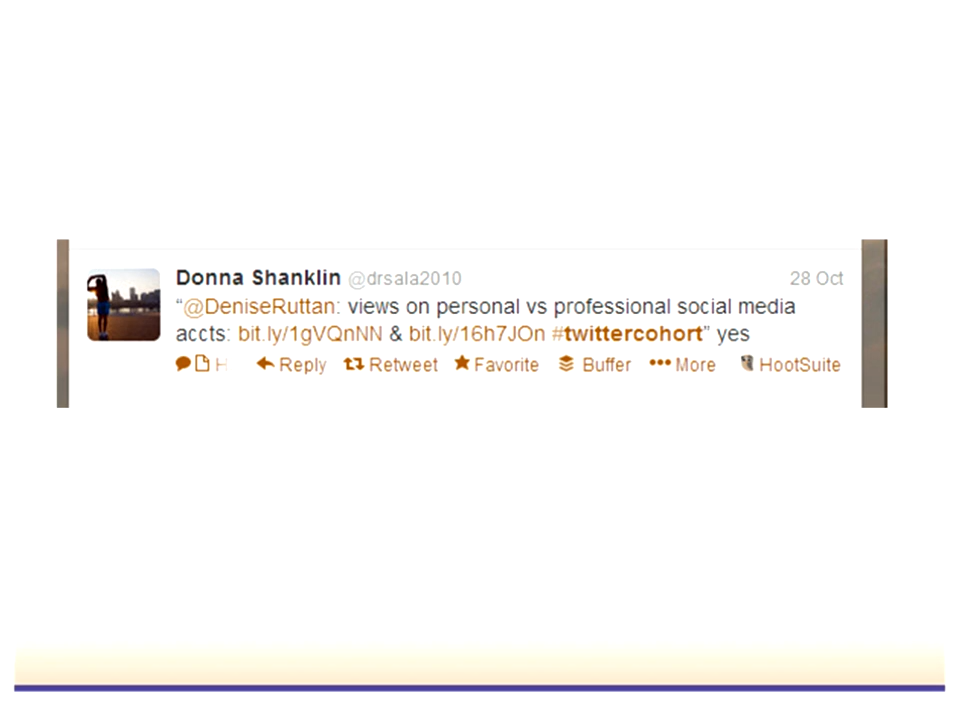 Donna Shanklin @drsala2010 28 Oct
“@DeniseRuttan: views on personal vs professional social media
accts: bit.ly/1gVQnNN & bit.ly/16h7JOn #twittercohort” yes
H Reply Retweet Favorite Buffer More HootSuite